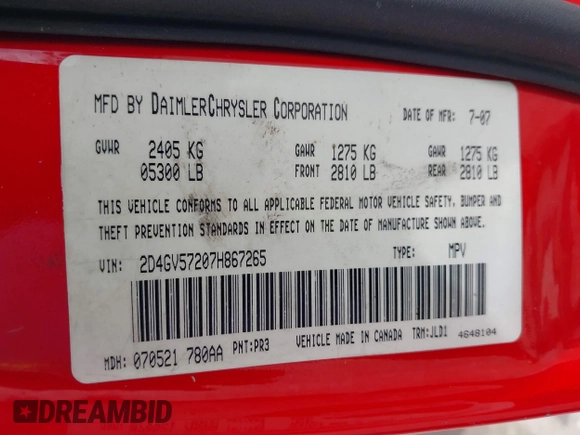 MFD BY DAIMLERCHRYSLER CORPORATION DATE OF MFR: 7-07
GVWR 2405 KG GAWR 1275 KG GAWR 1275 KG
05300 LB FRONT 2810 LB REAR 2810 LB
THIS VEHICLE CONFORMS TO ALL APPLICABLE FEDERAL MOTOR VEHICLE SAFETY, BUMPER AND
THEFT PREVENTION STANDARDS IN EFFECT ON THE DATE OF MANUFACTURE SHOWN ABOVE.
VIN: 2D4GV57207H867265 TYPE: MPV
MDH: 070521 780AA PNT:PR3 VEHICLE MADE IN CANADA TRM:JLD1 4648104
DREAMBID